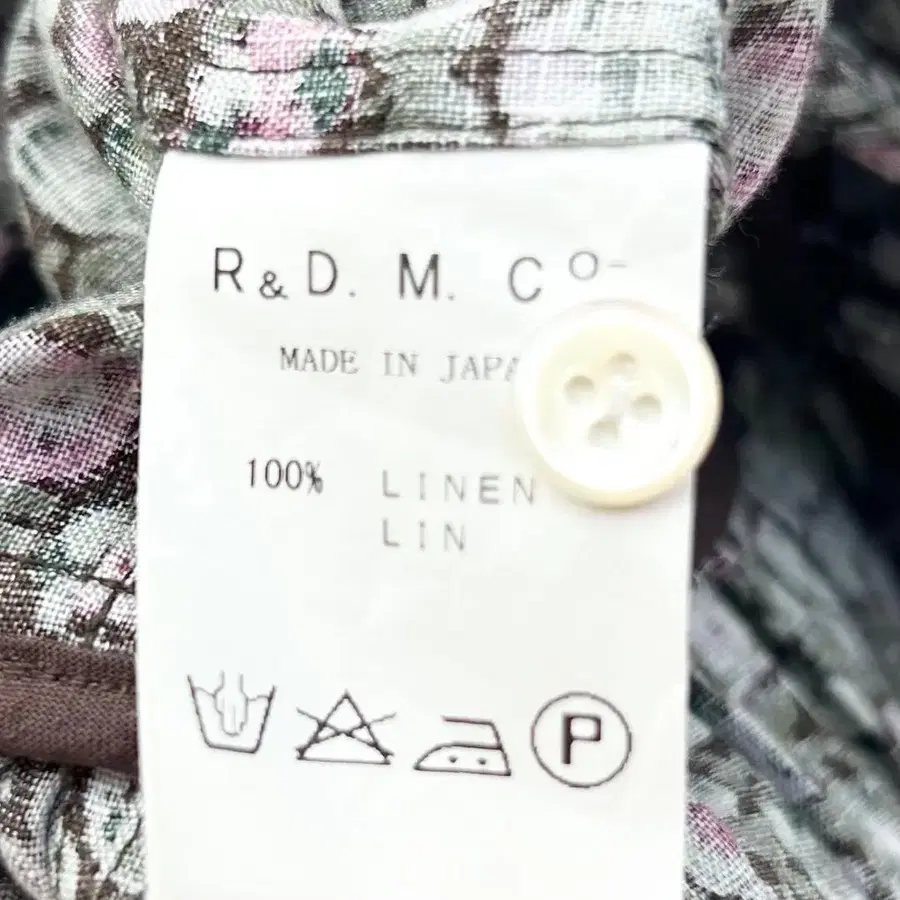 R & D. M. Co-
MADE IN JAPA
100% LINEN
LIN
P